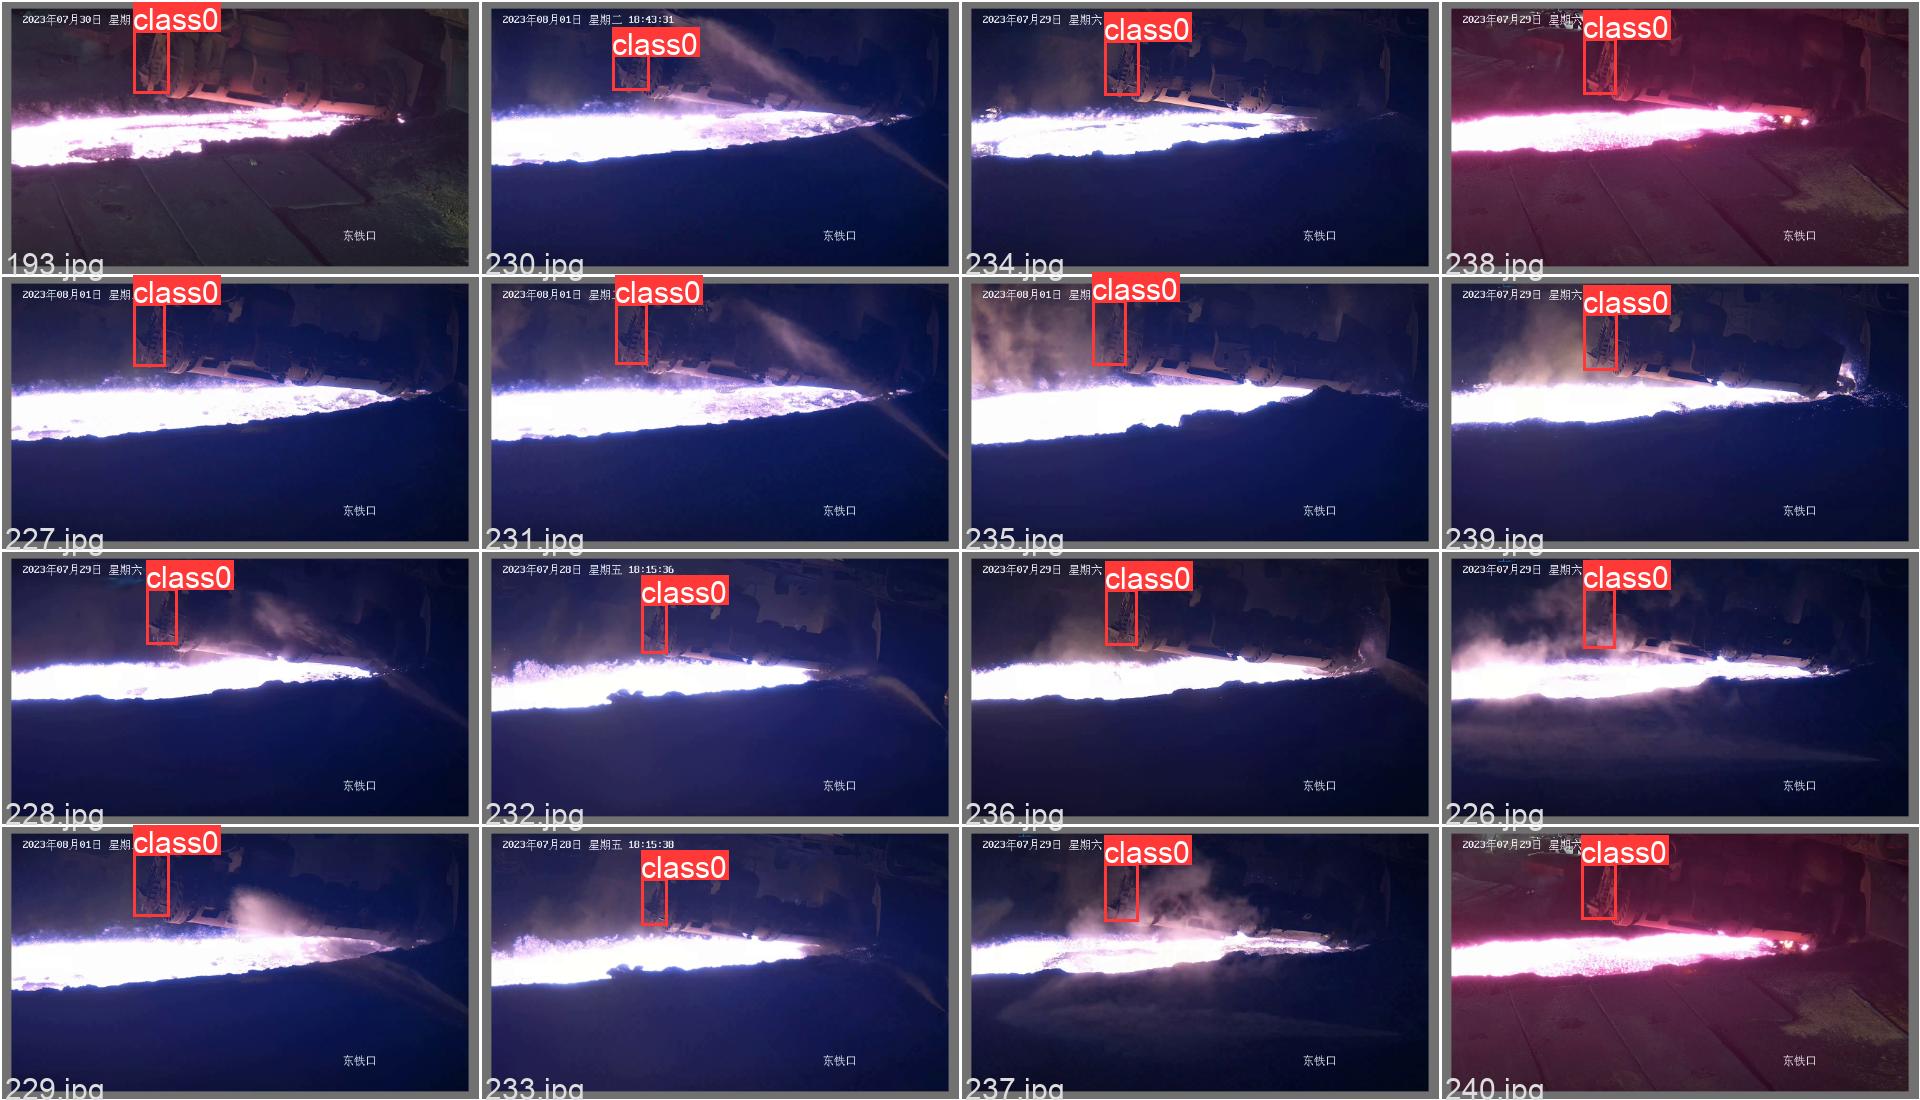 2023年07月30日 星期
class0
东铁口
193.jpg
2023年08月01日 星期二 18:43:31
class0
东铁口
230.jpg
2023年07月29日 星期六
class0
东铁口
234.jpg
2023年07月29日 星期六
class0
东铁口
238.jpg
2023年08月01日 星期
class0
东铁口
227.jpg
2023年08月01日 星期
class0
东铁口
231.jpg
2023年08月01日 星期
class0
东铁口
235.jpg
2023年07月29日 星期六
class0
东铁口
239.jpg
2023年07月29日 星期六
class0
东铁口
228.jpg
2023年07月28日 星期五 18:15:36
class0
东铁口
232.jpg
2023年07月29日 星期六
class0
东铁口
236.jpg
2023年07月29日 星期六
class0
东铁口
226.jpg
2023年08月01日 星期
class0
东铁口
229.jpg
2023年07月28日 星期五 18:15:38
class0
东铁口
233.jpg
2023年07月29日 星期六
class0
东铁口
237.jpg
2023年07月29日 星期六
class0
东铁口
240.jpg